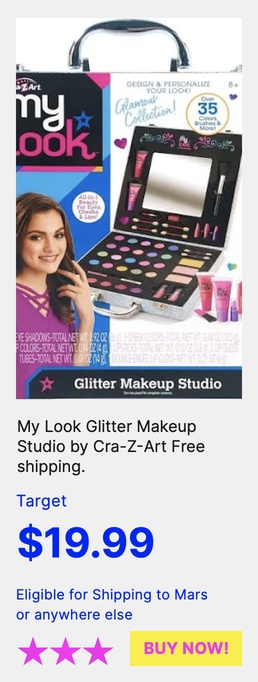 Cra-Z-Art
my
look
DESIGN & PERSONALIZE
YOUR LOOK!
6+
Glamour
Collection!
Over
35
Colors,
Brushes &
More!
All-in-1
Beauty
For Eyes,
Cheeks
& Lips!
Glitter Makeup Studio
My Look Glitter Makeup
Studio by Cra-Z-Art Free
shipping.
Target
$19.99
Eligible for Shipping to Mars
or anywhere else
BUY NOW!